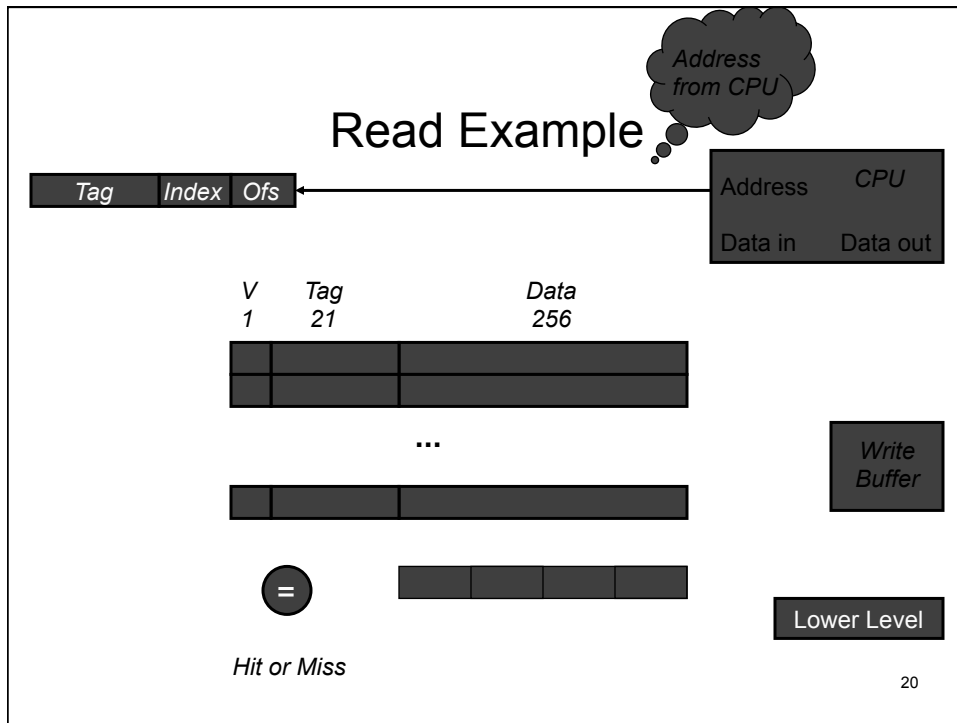 Address
from CPU
Read Example
Tag Index Ofs
Address CPU
Data in Data out
V Tag Data
1 21 256
...
Write
Buffer
=
Lower Level
Hit or Miss
20